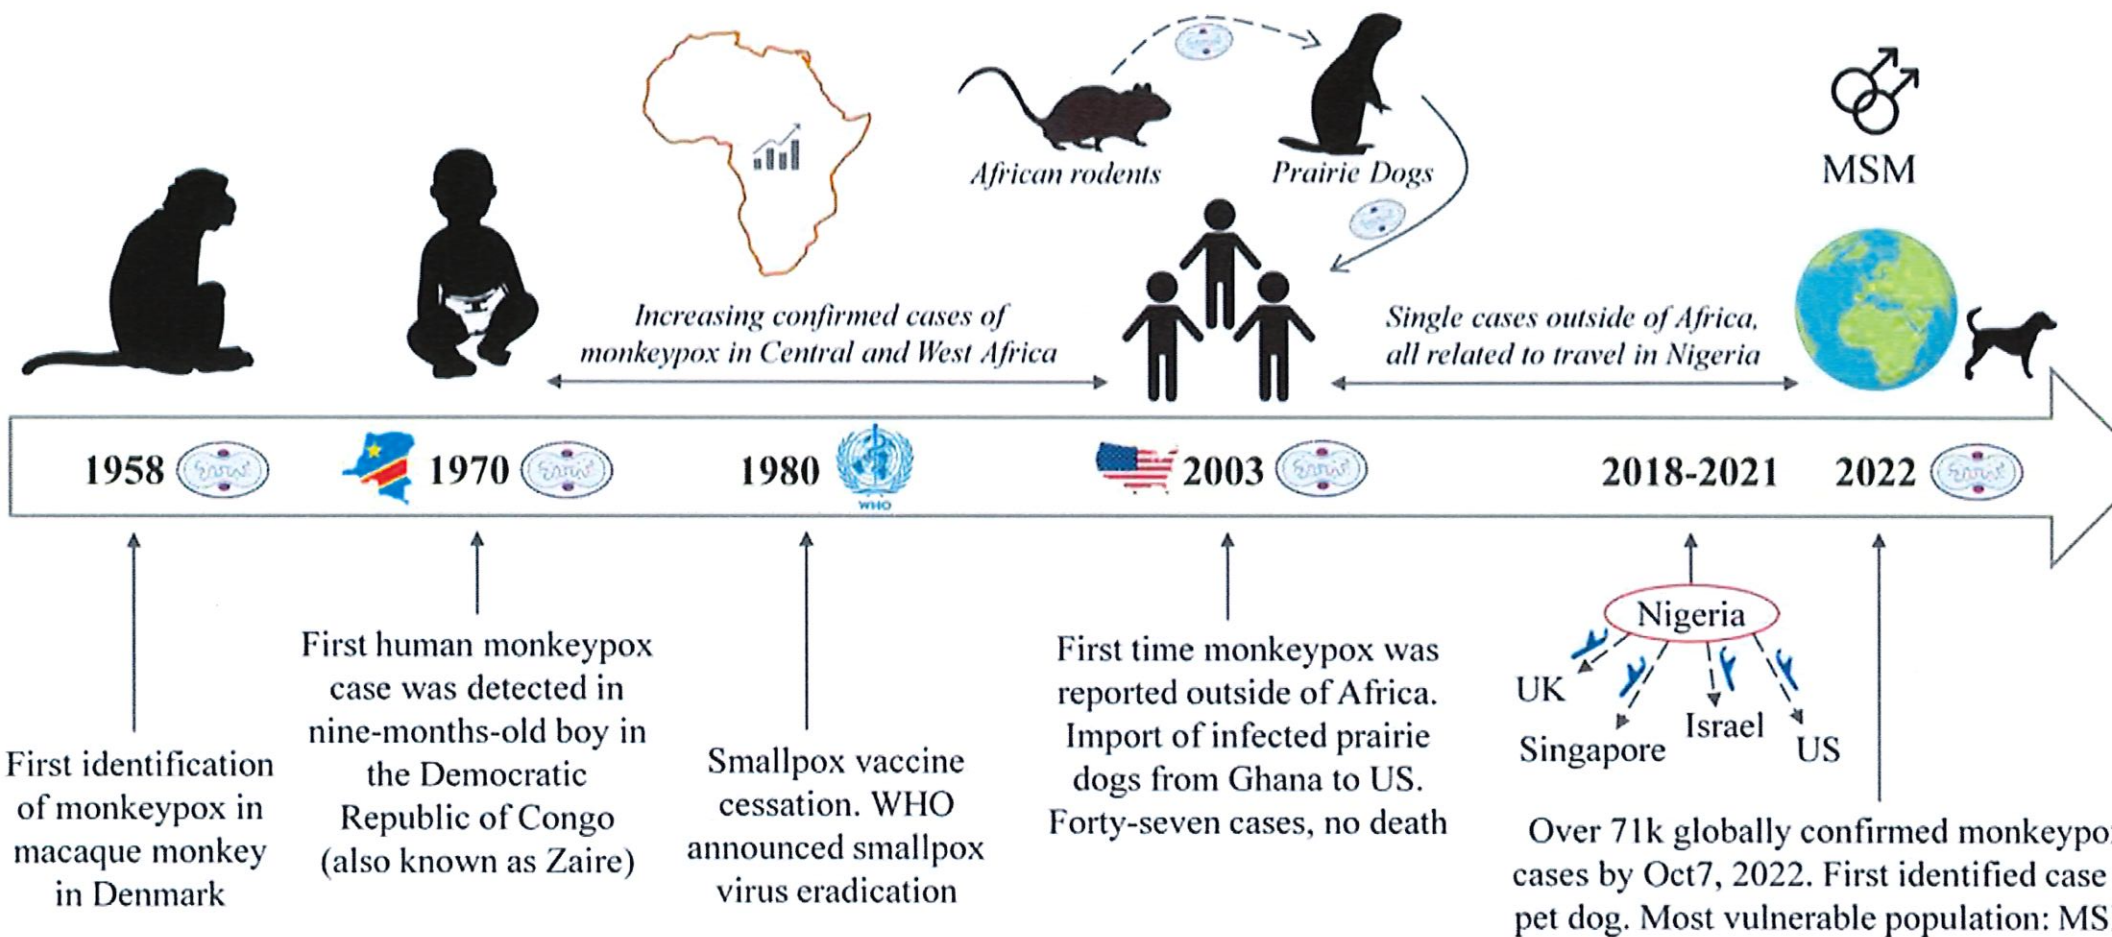 African rodents
Prairie Dogs
MSM
Increasing confirmed cases of
monkeypox in Central and West Africa
Single cases outside of Africa,
all related to travel in Nigeria
1958
1970
1980
WHO
2003
2018-2021
2022
First identification
of monkeypox in
macaque monkey
in Denmark
First human monkeypox
case was detected in
nine-months-old boy in
the Democratic
Republic of Congo
(also known as Zaire)
Smallpox vaccine
cessation. WHO
announced smallpox
virus eradication
First time monkeypox was
reported outside of Africa.
Import of infected prairie
dogs from Ghana to US.
Forty-seven cases, no death
Nigeria
UK
Singapore
Israel
US
Over 71k globally confirmed monkeypox
cases by Oct7, 2022. First identified case
pet dog. Most vulnerable population: MS